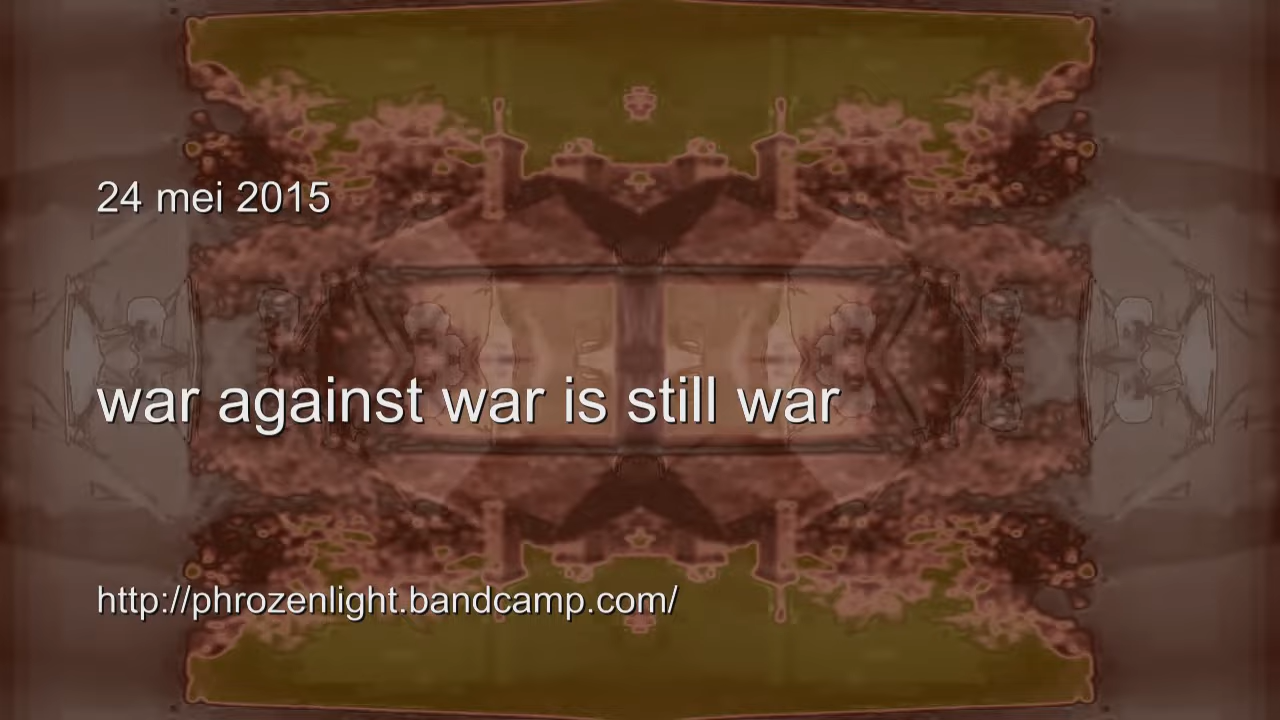 24 mei 2015
war against war is still war
http://phrozenlight.bandcamp.com/